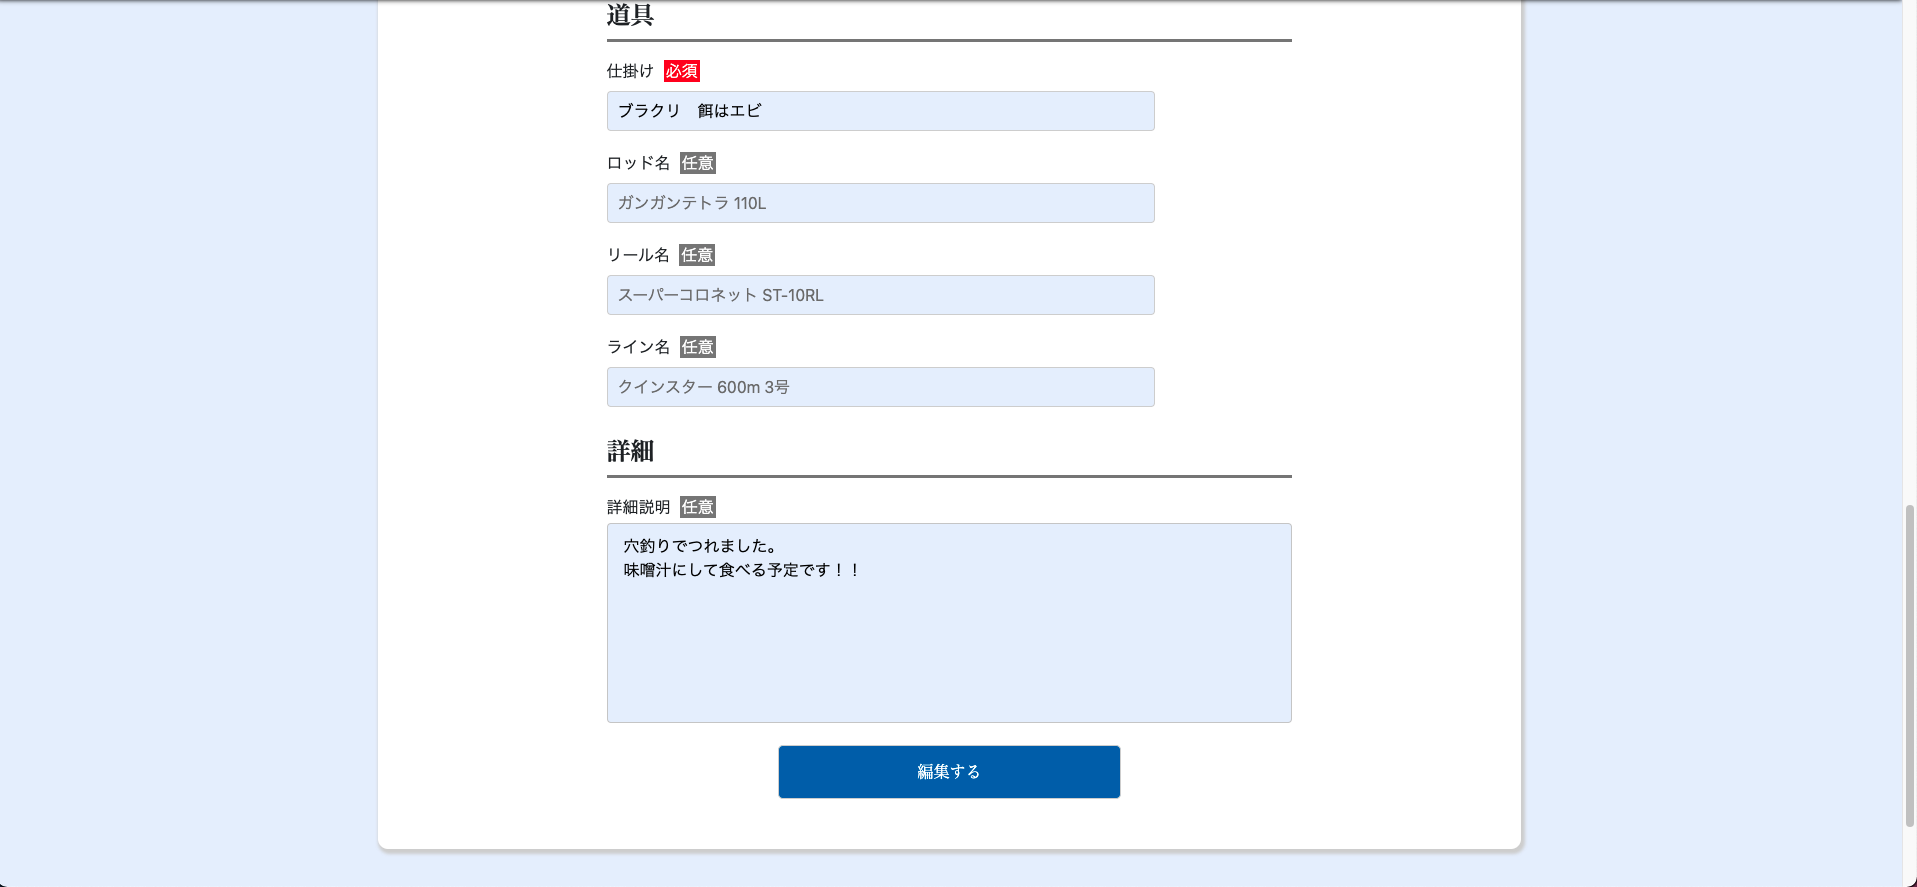 道具
仕掛け 必須
ブラクリ　餌はエビ
ロッド名 任意
ガンガンテトラ 110L
リール名 任意
スーパーコロネット ST-10RL
ライン名 任意
クインスター 600m 3号
詳細
詳細説明 任意
穴釣りでつれました。
味噌汁にして食べる予定です！！
編集する